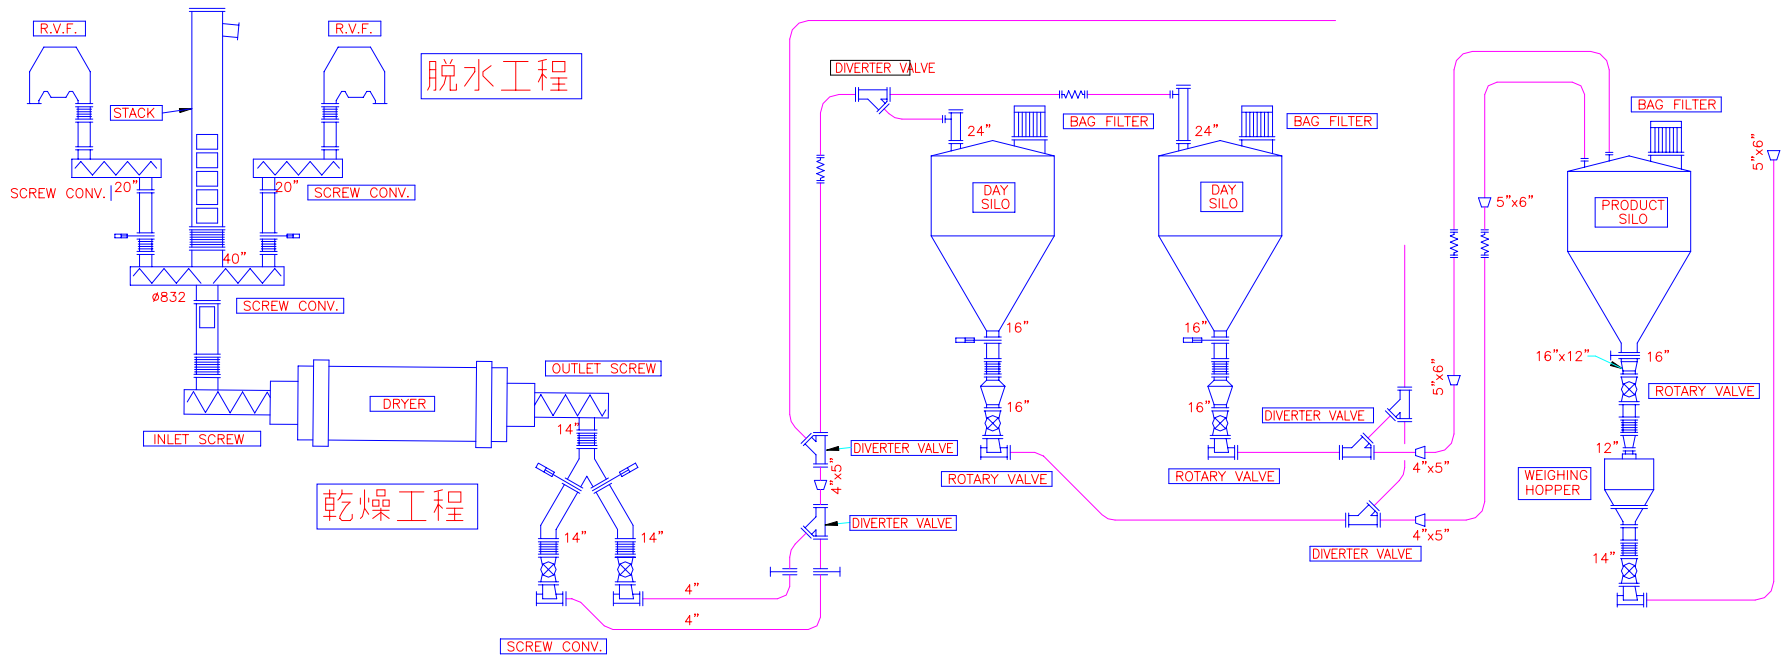 R.V.F.
R.V.F.
脱水工程
STACK
SCREW CONV.
20”
20”
SCREW CONV.
40”
ø832
SCREW CONV.
INLET SCREW
DRYER
OUTLET SCREW
14”
乾燥工程
14”
14”
SCREW CONV.
4”
4”
DIVERTER VALVE
DIVERTER VALVE
4”x5”
DIVERTER VALVE
24”
BAG FILTER
DAY
SILO
16”
16”
ROTARY VALVE
24”
BAG FILTER
DAY
SILO
16”
16”
ROTARY VALVE
DIVERTER VALVE
4”x5”
DIVERTER VALVE
4”x5”
5”x6”
5”x6”
BAG FILTER
PRODUCT
SILO
16”x12”
16”
ROTARY VALVE
12”
WEIGHING
HOPPER
14”
5”x6”